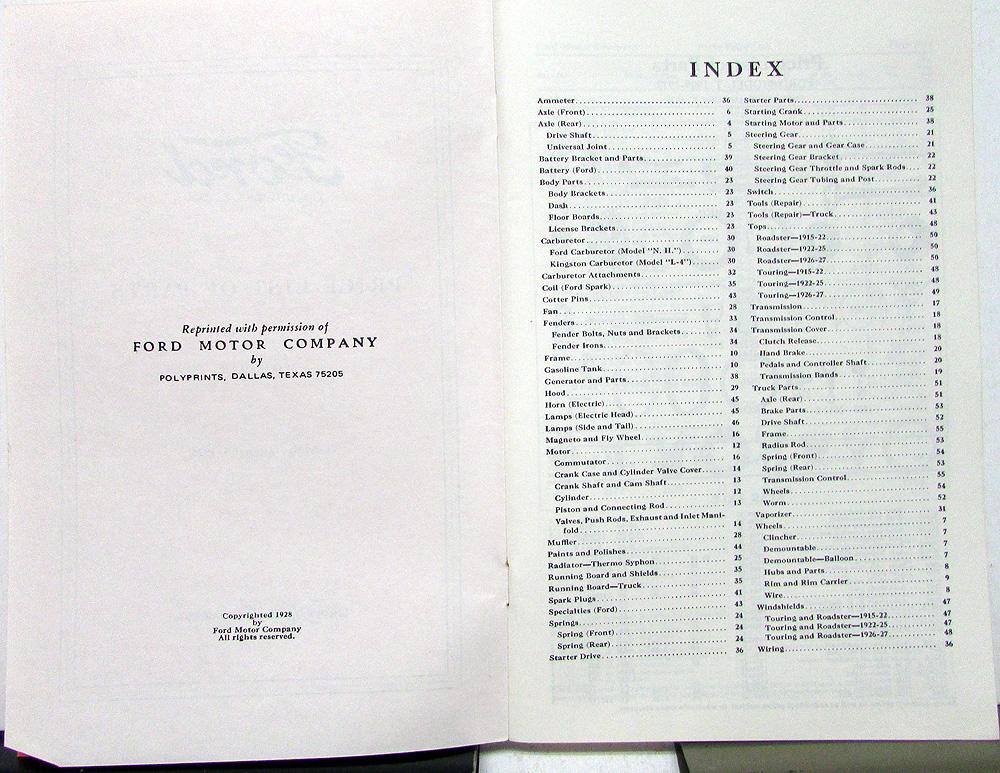 Reprinted with permission of
FORD MOTOR COMPANY
by
POLYPRINTS, DALLAS, TEXAS 75205
Copyrighted 1928
by
Ford Motor Company
All rights reserved.
INDEX
Ammeter 36
Axle (Front) 6
Axle (Rear) 4
Drive Shaft 5
Universal Joint 5
Battery Bracket and Parts 39
Battery (Ford) 40
Body Parts 23
Body Brackets 23
Dash 23
Floor Boards 23
License Brackets 23
Carburetor 30
Ford Carburetor (Model "N. H.") 30
Kingston Carburetor (Model "L-4") 30
Carburetor Attachments 32
Coil (Ford Spark) 35
Cotter Pins 43
Fan 28
Fenders 33
Fender Bolts, Nuts and Brackets 34
Fender Irons 34
Frame 10
Gasoline Tank 10
Generator and Parts 38
Hood 29
Horn (Electric) 45
Lamps (Electric Head) 45
Lamps (Side and Tail) 46
Magneto and Fly Wheel 16
Motor 12
Commutator 16
Crank Case and Cylinder Valve Cover 14
Crank Shaft and Cam Shaft 13
Cylinder 12
Piston and Connecting Rod 13
Valves, Push Rods, Exhaust and Inlet Mani-
fold 14
Muffler 28
Paints and Polishes 44
Radiator—Thermo Syphon 25
Running Board and Shields 35
Running Board—Truck 35
Spark Plugs 41
Specialties (Ford) 43
Springs 24
Spring (Front) 24
Spring (Rear) 24
Starter Drive 36
Starter Parts 38
Starting Crank 25
Starting Motor and Parts 38
Steering Gear 21
Steering Gear and Gear Case 21
Steering Gear Bracket 22
Steering Gear Throttle and Spark Rods 22
Steering Gear Tubing and Post 22
Switch 36
Tools (Repair) 41
Tools (Repair)—Truck 43
Tops 48
Roadster—1915-22 50
Roadster—1922-25 50
Roadster—1926-27 50
Touring—1915-22 48
Touring—1922-25 48
Touring—1926-27 49
Transmission 17
Transmission Control 18
Transmission Cover 18
Clutch Release 18
Hand Brake 20
Pedals and Controller Shaft 20
Transmission Bands 19
Truck Parts 51
Axle (Rear) 51
Brake Parts 53
Drive Shaft 52
Frame 55
Radius Rod 53
Spring (Front) 54
Spring (Rear) 53
Transmission Control 55
Wheels 54
Worm 52
Vaporizer 31
Wheels 7
Clincher 7
Demountable 7
Demountable—Balloon 7
Hubs and Parts 8
Rim and Rim Carrier 9
Wire 8
Windshields 47
Touring and Roadster—1915-22 47
Touring and Roadster—1922-25 47
Touring and Roadster—1926-27 48
Wiring 36